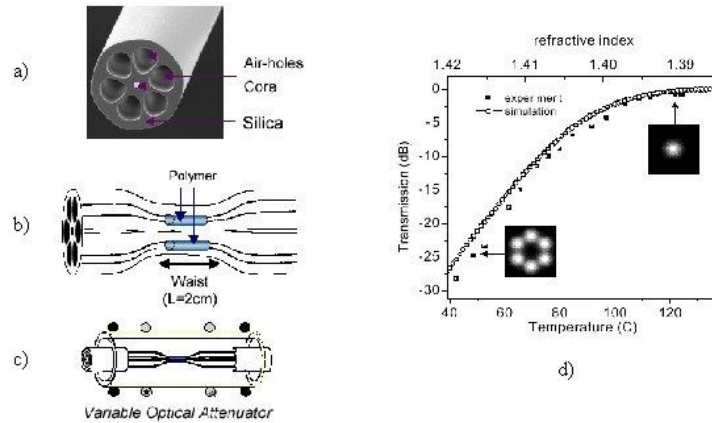 a)
Air-holes
Core
Silica
b)
Polymer
Waist
(L=2cm)
c)
Variable Optical Attenuator
refractive index
1.42 1.41 1.40 1.39
experiment
simulation
Transmission (dB)
0
-5
-10
-15
-20
-25
-30
40 60 80 100 120
Temperature (C)
d)